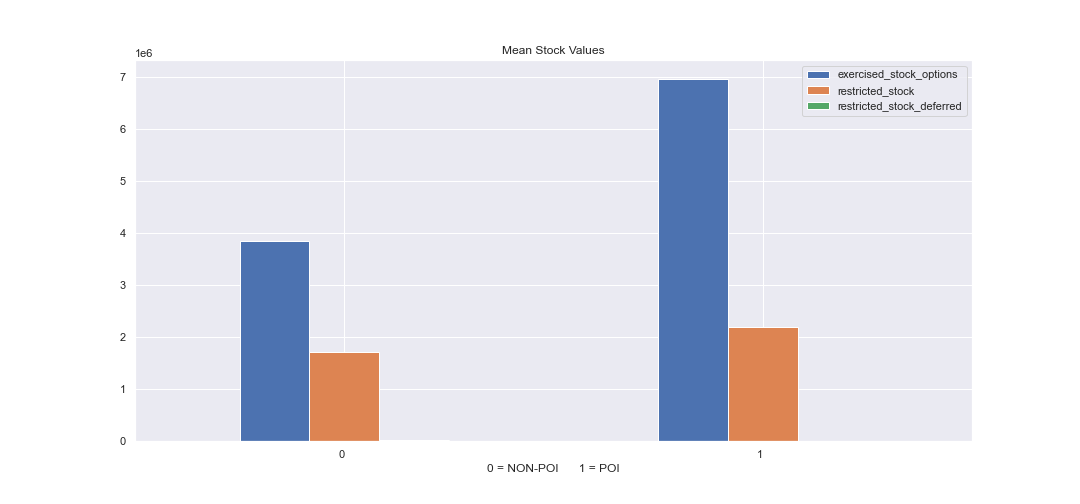 Mean Stock Values
1e6
7
6
5
4
3
2
1
0
exercised_stock_options
restricted_stock
restricted_stock_deferred
0
1
0 = NON-POI 1 = POI